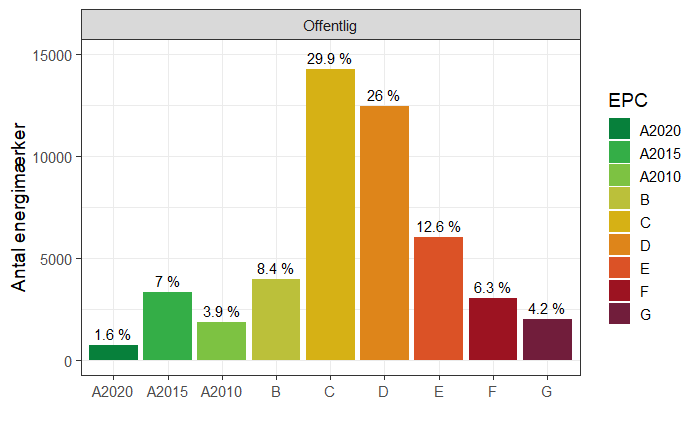 Offentlig
Antal energimærker
15000
10000
5000
0
1.6 %
7 %
3.9 %
8.4 %
29.9 %
26 %
12.6 %
6.3 %
4.2 %
A2020
A2015
A2010
B
C
D
E
F
G
EPC
A2020
A2015
A2010
B
C
D
E
F
G